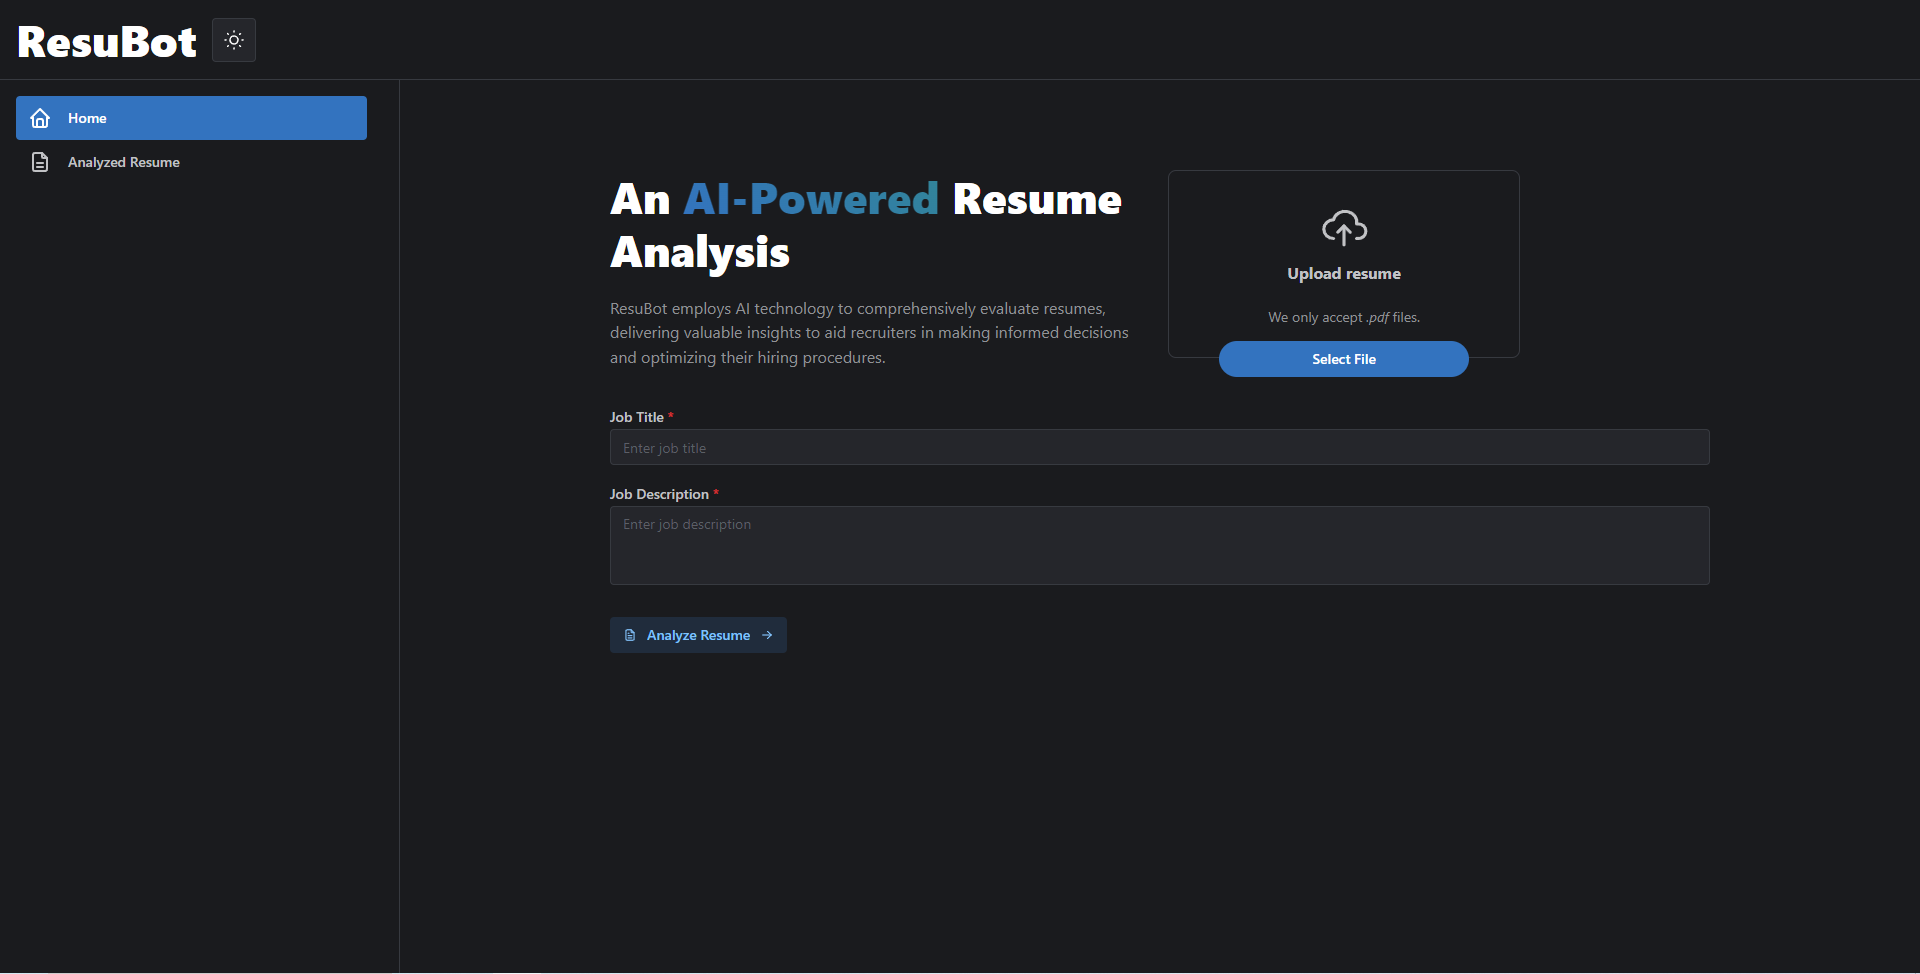 ResuBot
Home
Analyzed Resume
An AI-Powered Resume
Analysis
ResuBot employs AI technology to comprehensively evaluate resumes,
delivering valuable insights to aid recruiters in making informed decisions
and optimizing their hiring procedures.
Upload resume
We only accept .pdf files.
Select File
Job Title *
Enter job title
Job Description *
Enter job description
Analyze Resume